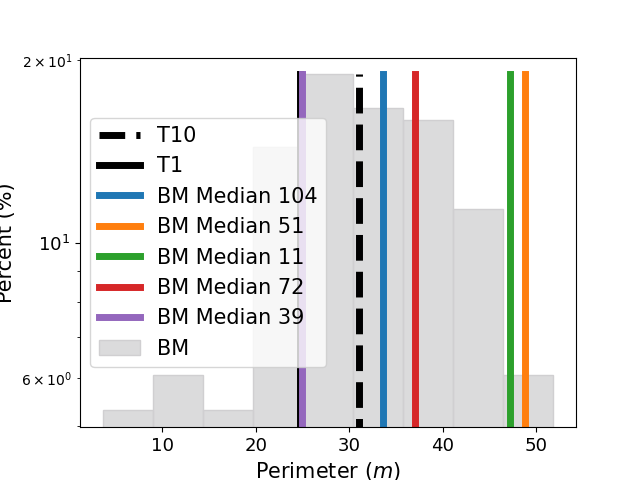 2 × 10¹
10¹
6 × 10⁰
Percent (%)
T10
T1
BM Median 104
BM Median 51
BM Median 11
BM Median 72
BM Median 39
BM
10 20 30 40 50
Perimeter (m)